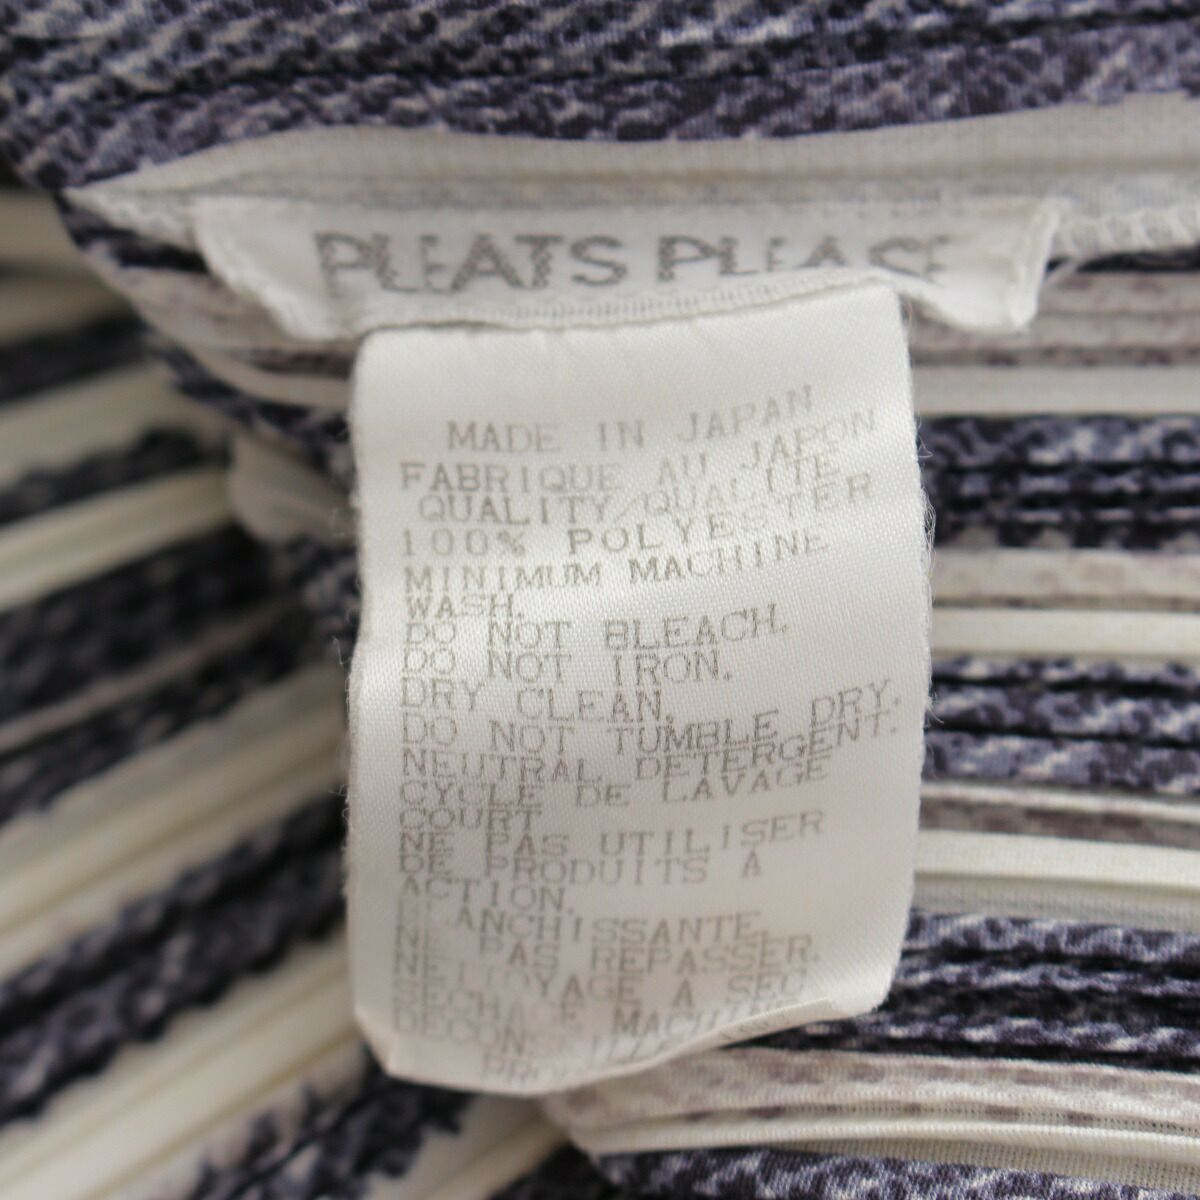 PLEATS PLEASE
MADE IN JAPAN
FABRIQUE AU JAPON
QUALITY/QUALITE
100% POLYESTER
MINIMUM MACHINE
WASH.
DO NOT BLEACH.
DO NOT IRON.
DRY CLEAN.
DO NOT TUMBLE DRY.
NEUTRAL DETERGENT.
CYCLE DE LAVAGE
COURT
NE PAS UTILISER
DE PRODUITS A
ACTION.
BLANCHISSANTE.
NE PAS REPASSER.
NETTOYAGE A SEC
SECHAGE MACHINE